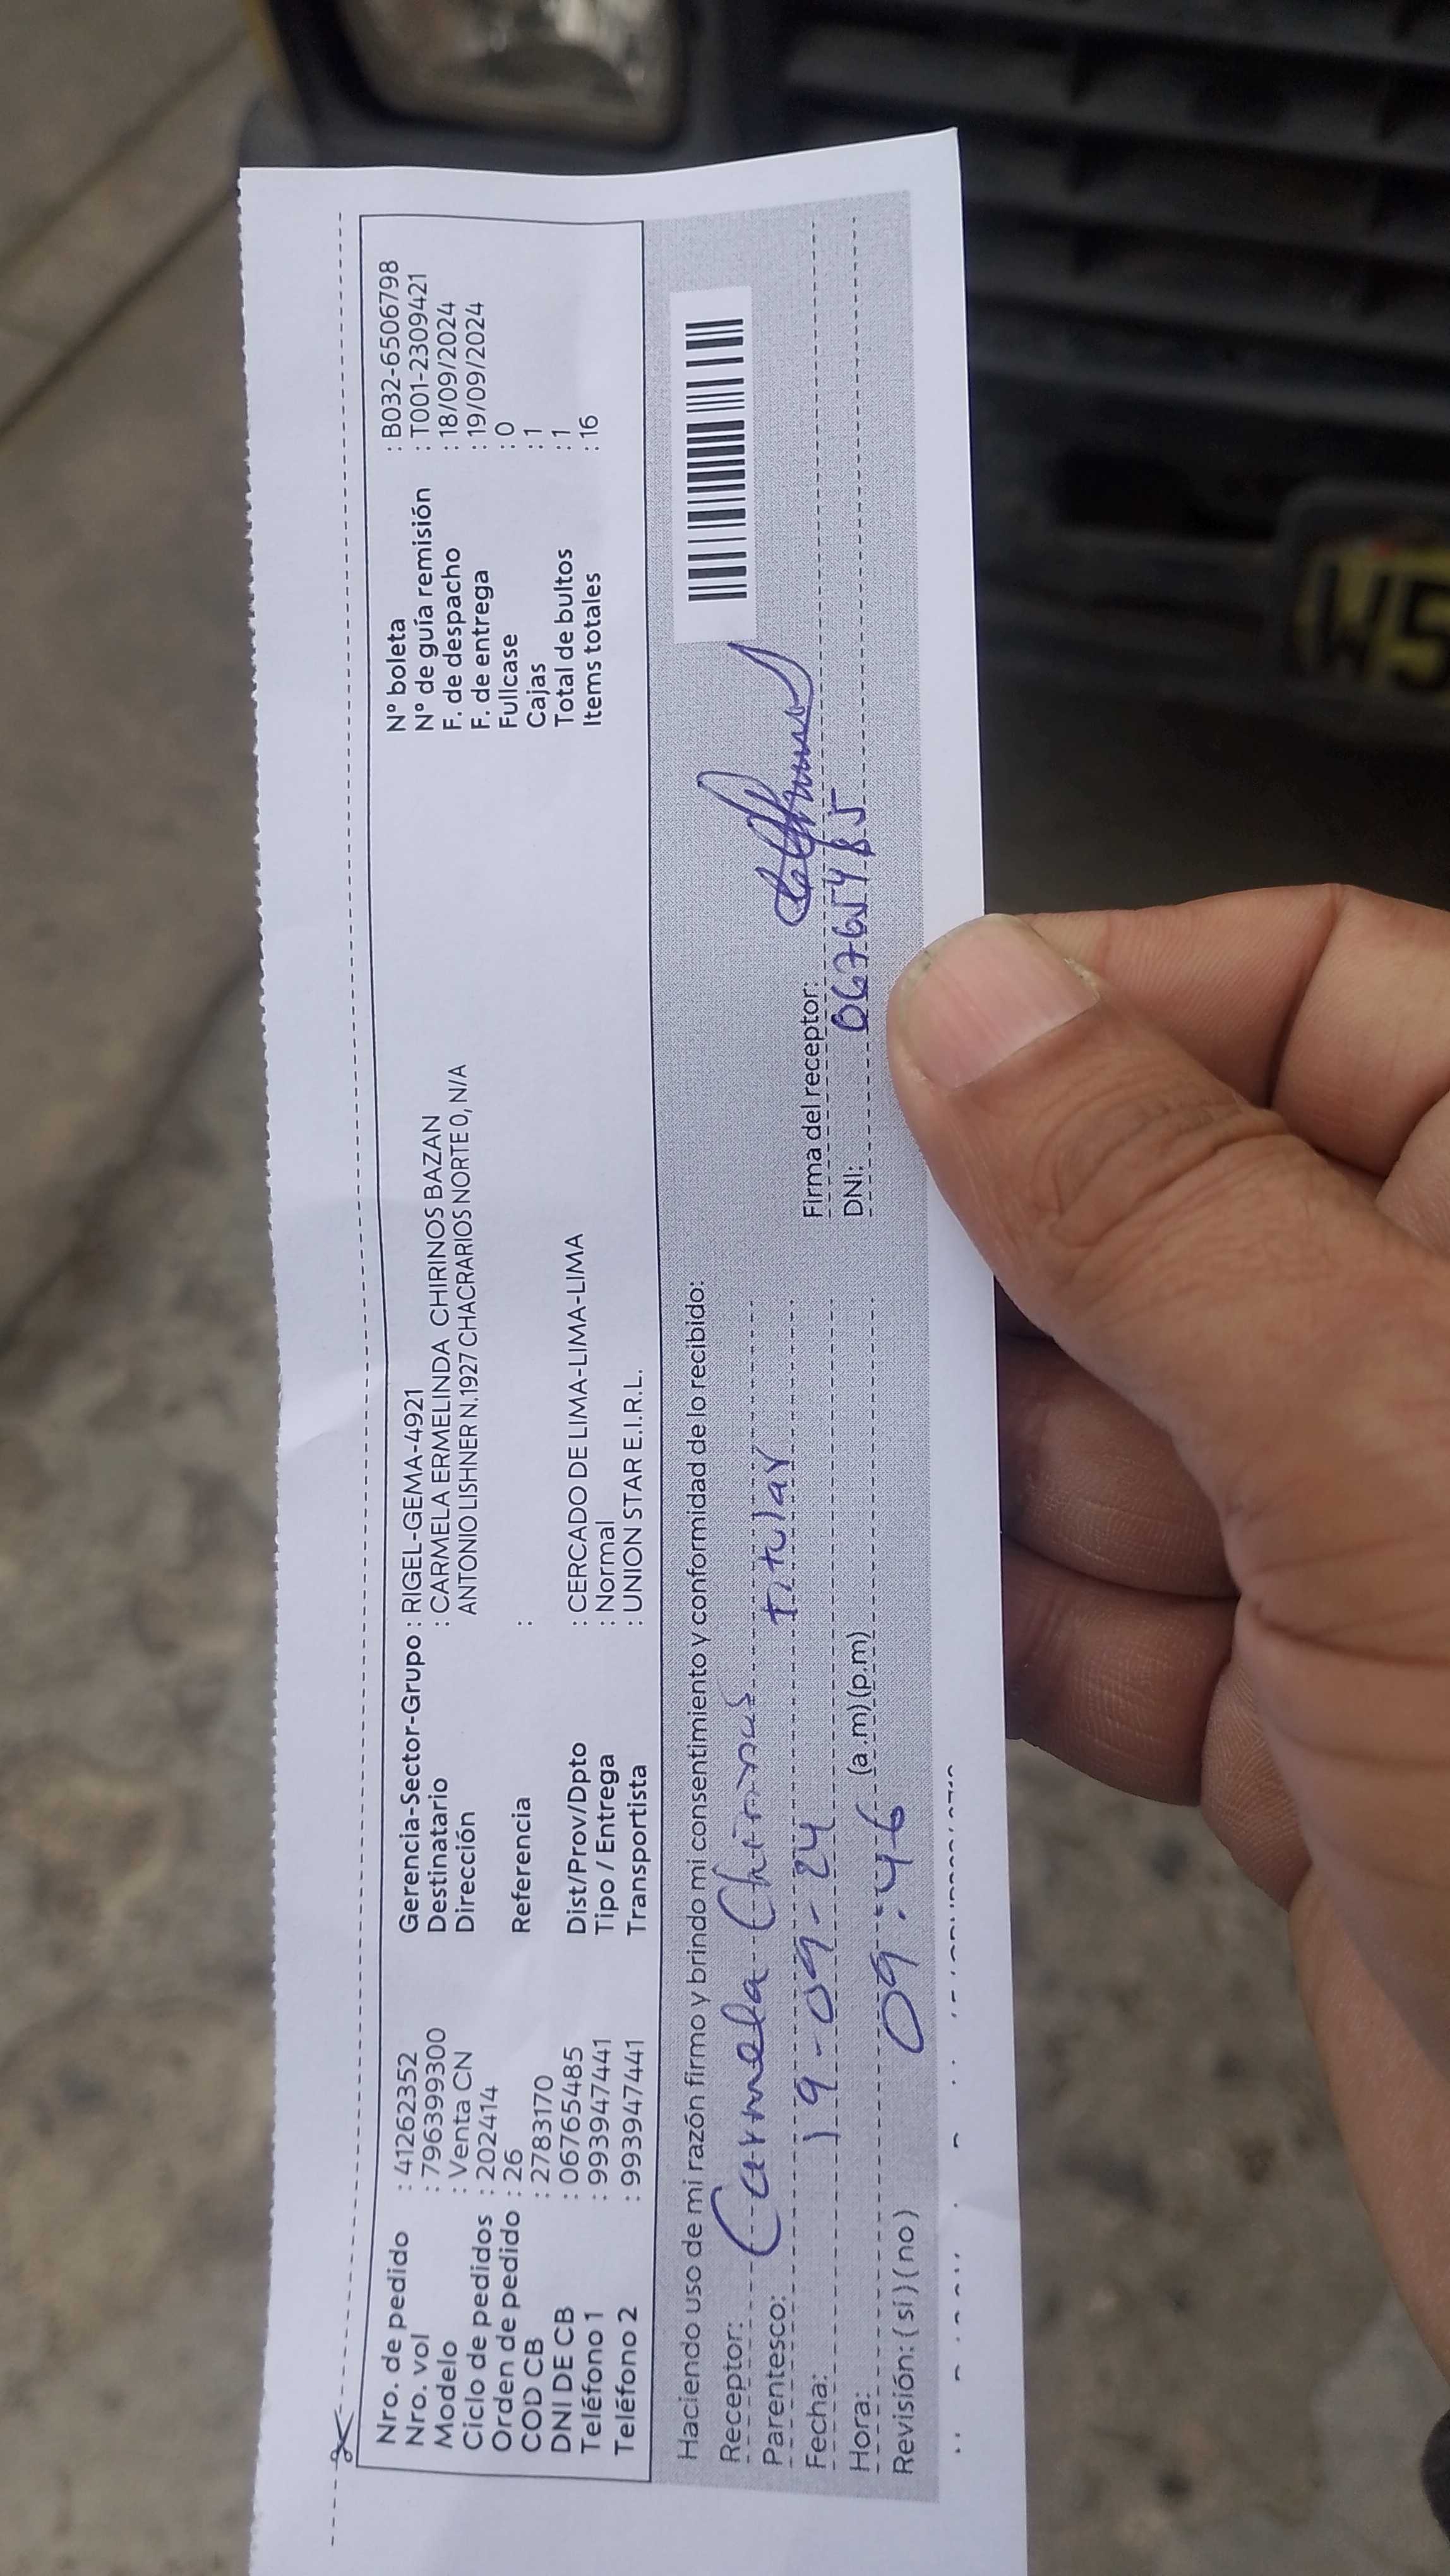 Nro. de pedido : 41262352
Nro. vol : 796399300
Modelo : Venta CN
Ciclo de pedidos : 202414
Orden de pedido : 26
COD CB : 2783170
DNI DE CB : 06765485
Teléfono 1 : 993947441
Teléfono 2 : 993947441
Gerencia-Sector-Grupo : RIGEL-GEMA-4921
Destinatario : CARMELA ERMELINDA CHIRINOS BAZAN
Dirección ANTONIO LISHNER N.1927 CHACRARIOS NORTE 0, N/A
Referencia :
Dist/Prov/Dpto : CERCADO DE LIMA-LIMA-LIMA
Tipo / Entrega : Normal
Transportista : UNION STAR E.I.R.L.
N° boleta : B032-6506798
N° de guía remisión : T001-2309421
F. de despacho : 18/09/2024
F. de entrega : 19/09/2024
Fullcase : 0
Cajas : 1
Total de bultos : 1
Items totales : 16
Haciendo uso de mi razón firmo y brindo mi consentimiento y conformidad de lo recibido:
Receptor: Carmela Chirinos
Parentesco: titular
Fecha: 19-09-24
Hora: 09:46 (a.m)(p.m)
Revisión: (si)(no)
Firma del receptor:
DNI: 06765485
W5